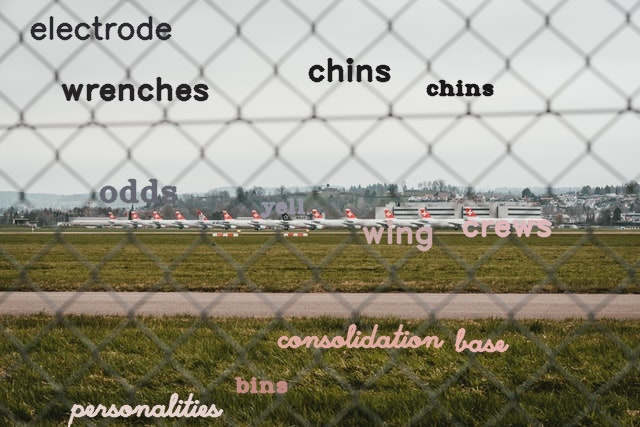 electrode
chins
wrenches
chins
odds
yell
wing
crews
consolidation
base
bins
personalities